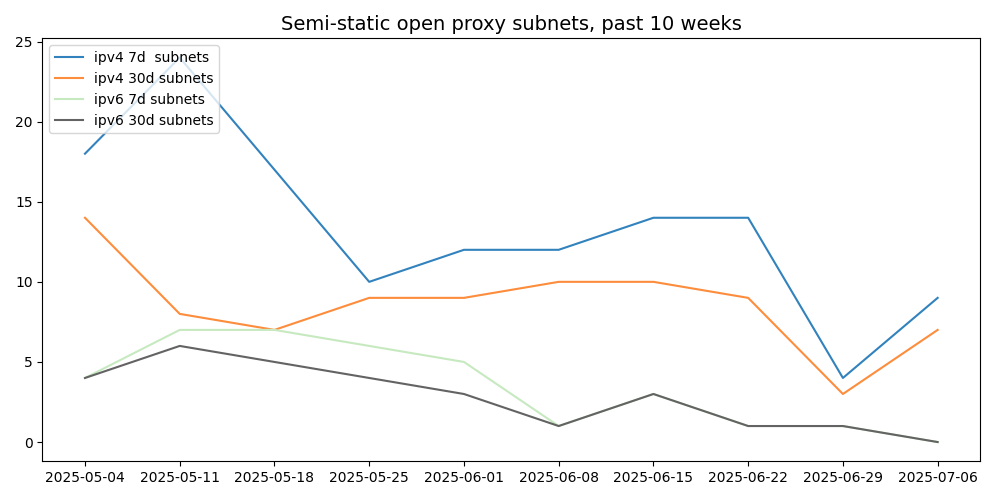 Semi-static open proxy subnets, past 10 weeks
25
20
15
10
5
0
ipv4 7d  subnets
ipv4 30d subnets
ipv6 7d subnets
ipv6 30d subnets
2025-05-04 2025-05-11 2025-05-18 2025-05-25 2025-06-01 2025-06-08 2025-06-15 2025-06-22 2025-06-29 2025-07-06